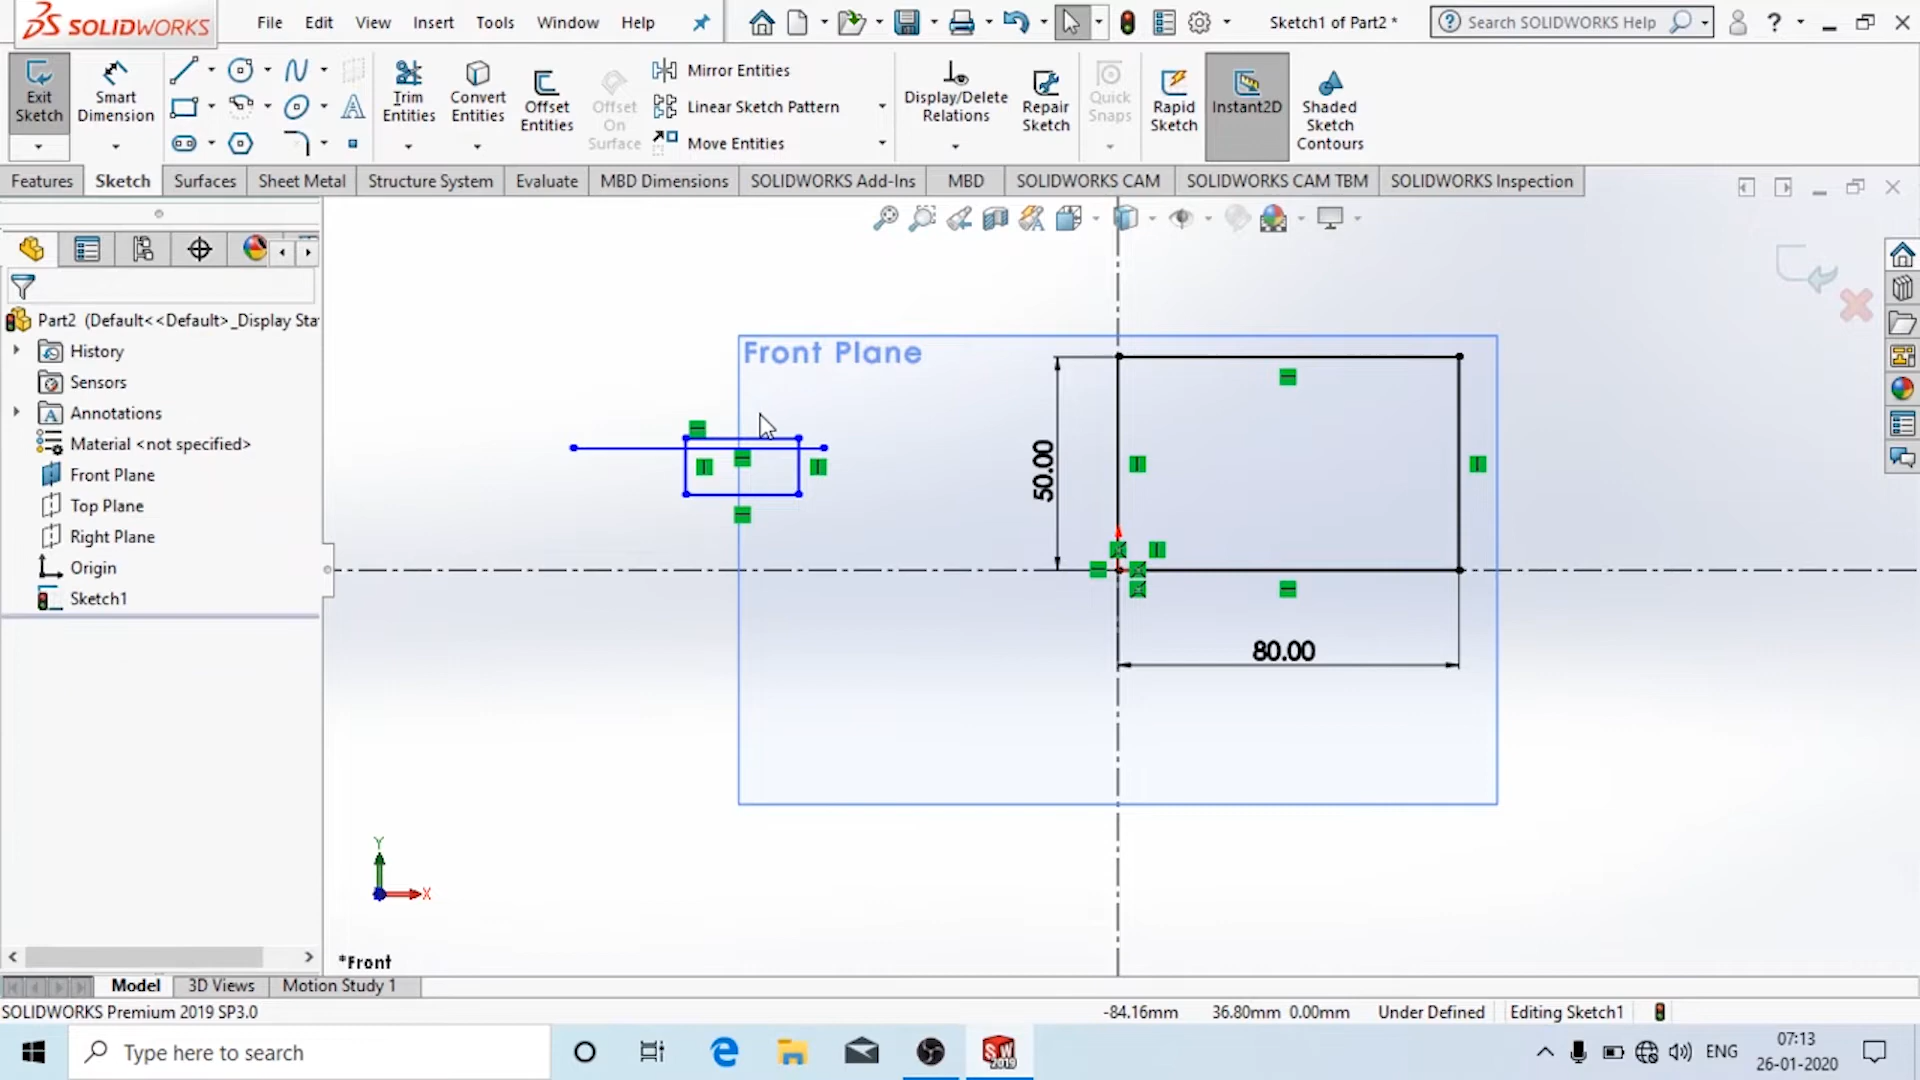 SOLIDWORKS File Edit View Insert Tools Window Help Sketch1 of Part2 * Search SOLIDWORKS Help ?
Exit Sketch
Smart Dimension
Trim Entities
Convert Entities
Offset Entities
Offset On Surface
Mirror Entities
Linear Sketch Pattern
Move Entities
Display/Delete Relations
Repair Sketch
Quick Snaps
Rapid Sketch
Instant2D
Shaded Sketch Contours
Features Sketch Surfaces Sheet Metal Structure System Evaluate MBD Dimensions SOLIDWORKS Add-Ins MBD SOLIDWORKS CAM SOLIDWORKS CAM TBM SOLIDWORKS Inspection
Part2 (Default<<Default>_Display Sta
History
Sensors
Annotations
Material <not specified>
Front Plane
Top Plane
Right Plane
Origin
Sketch1
Front Plane
50.00
80.00
Y
X
*Front
Model 3D Views Motion Study 1
SOLIDWORKS Premium 2019 SP3.0 -84.16mm 36.80mm 0.00mm Under Defined Editing Sketch1
Type here to search
SW
2019
ENG
07:13
26-01-2020